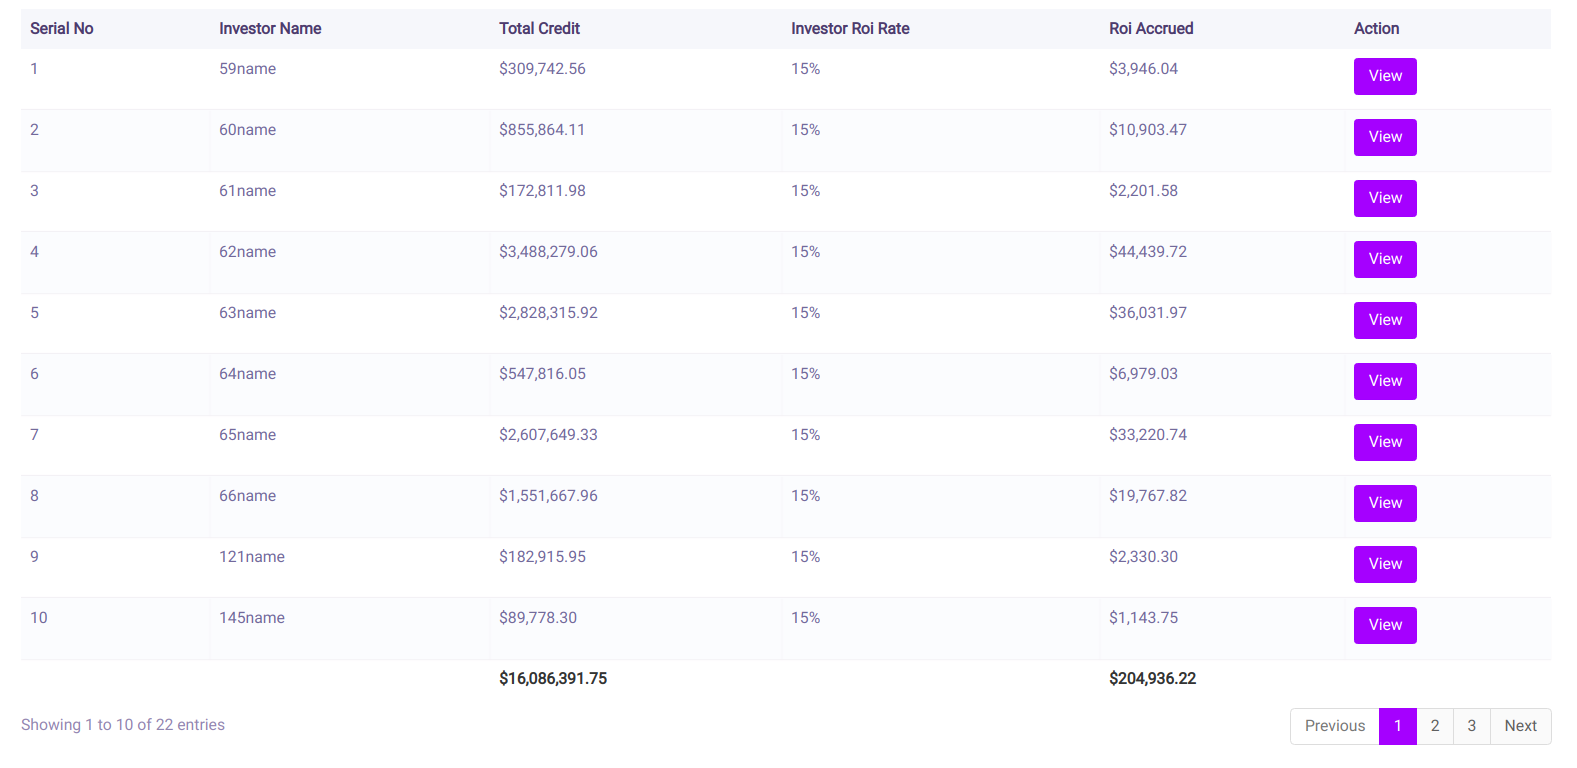 Serial No Investor Name Total Credit Investor Roi Rate Roi Accrued Action
1 59name $309,742.56 15% $3,946.04 View
2 60name $855,864.11 15% $10,903.47 View
3 61name $172,811.98 15% $2,201.58 View
4 62name $3,488,279.06 15% $44,439.72 View
5 63name $2,828,315.92 15% $36,031.97 View
6 64name $547,816.05 15% $6,979.03 View
7 65name $2,607,649.33 15% $33,220.74 View
8 66name $1,551,667.96 15% $19,767.82 View
9 121name $182,915.95 15% $2,330.30 View
10 145name $89,778.30 15% $1,143.75 View
$16,086,391.75 $204,936.22
Showing 1 to 10 of 22 entries Previous 1 2 3 Next